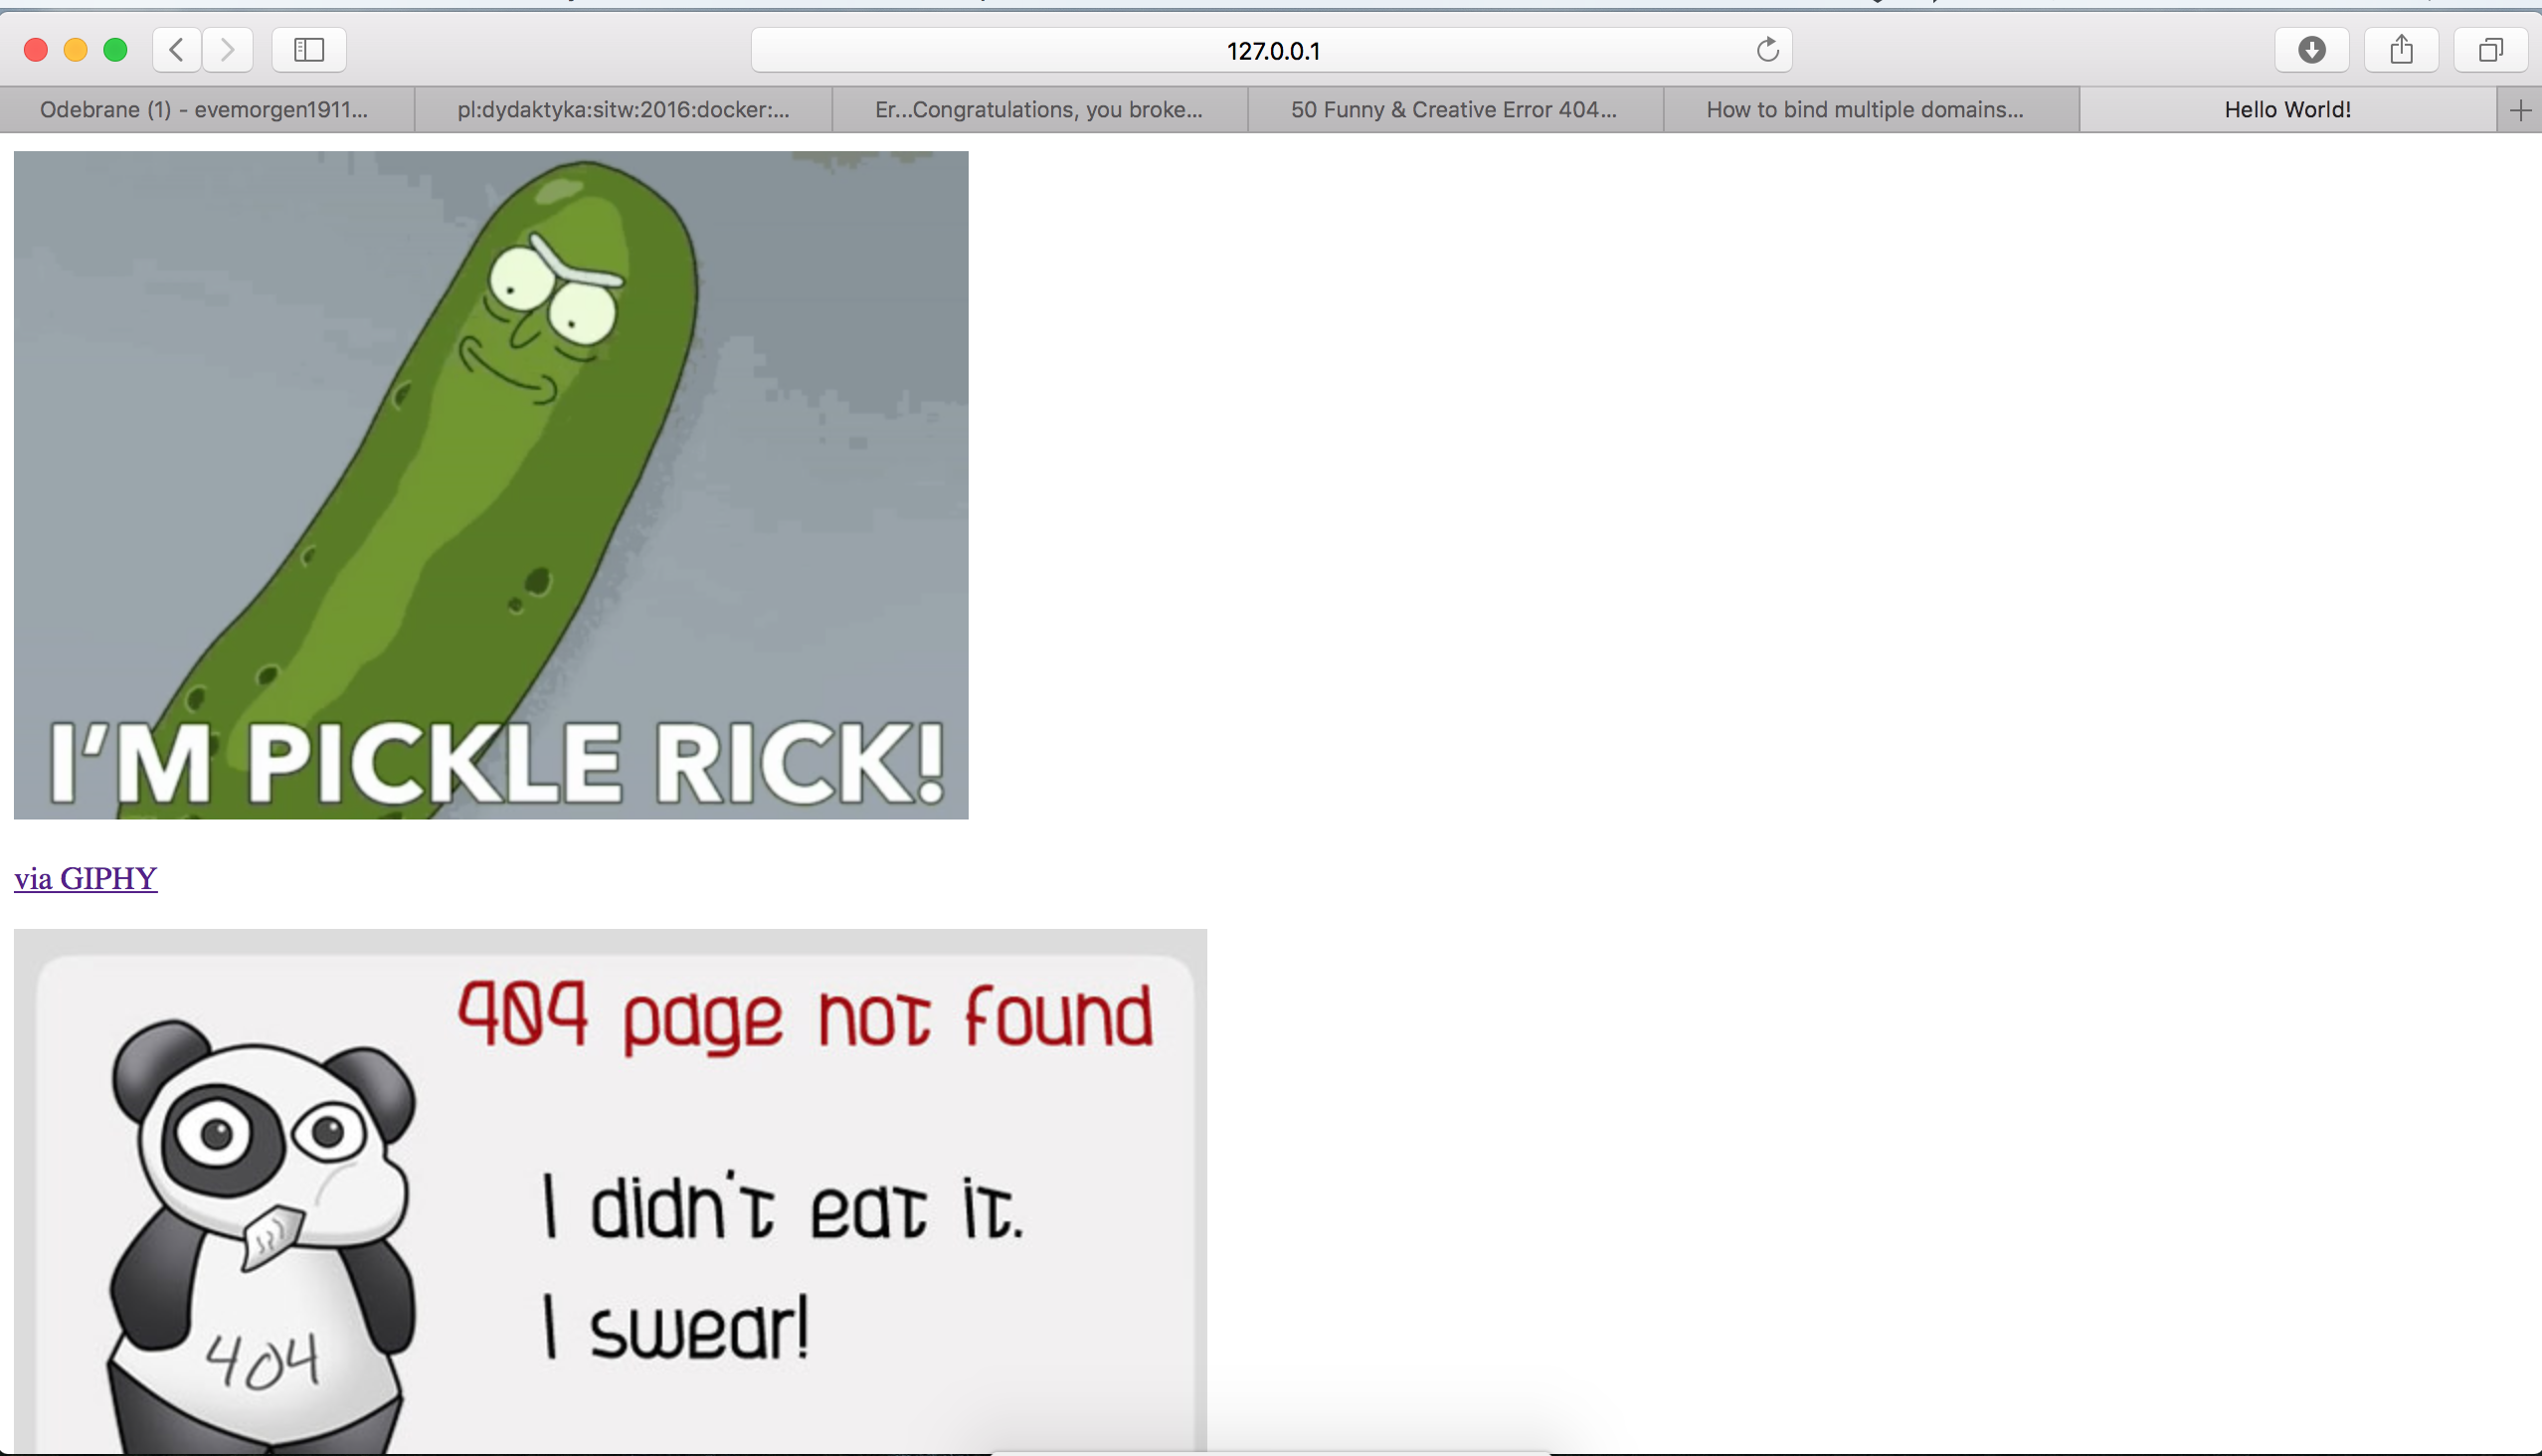 127.0.0.1
Odebrane (1) - evemorgen1911...
pl:dydaktyka:sitw:2016:docker:...
Er...Congratulations, you broke...
50 Funny & Creative Error 404...
How to bind multiple domains...
Hello World!
I'M PICKLE RICK!
via GIPHY
404 page not found
I didn't eat it.
I swear!
404